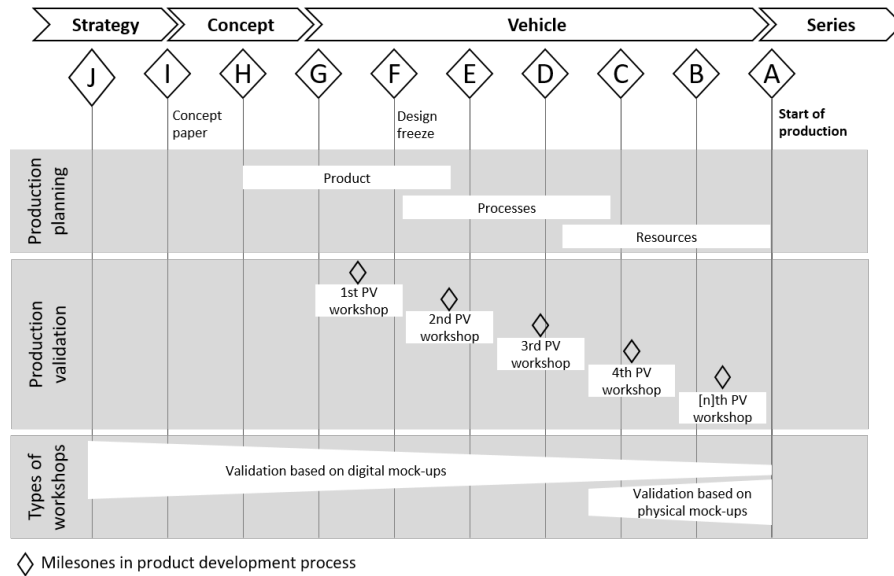 Strategy
Concept
Vehicle
Series
J
I
H
G
F
E
D
C
B
A
Concept
paper
Design
freeze
Start of
production
Production
planning
Product
Processes
Resources
Production
validation
1st PV
workshop
2nd PV
workshop
3rd PV
workshop
4th PV
workshop
[n]th PV
workshop
Types of
workshops
Validation based on digital mock-ups
Validation based on
physical mock-ups
Milesones in product development process